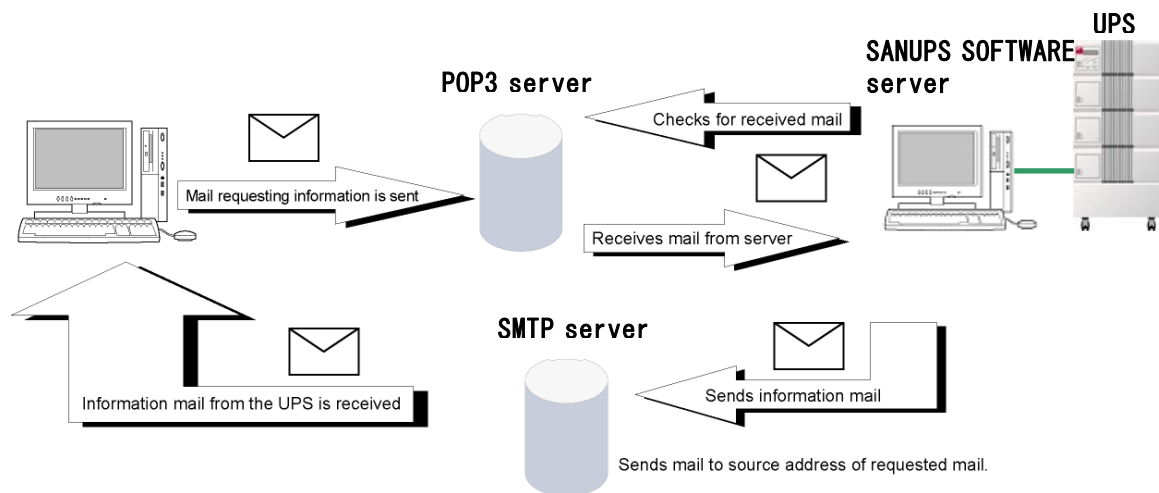 UPS
SANUPS SOFTWARE
server
POP3 server
Checks for received mail
Mail requesting information is sent
Receives mail from server
SMTP server
Information mail from the UPS is received
Sends information mail
Sends mail to source address of requested mail.